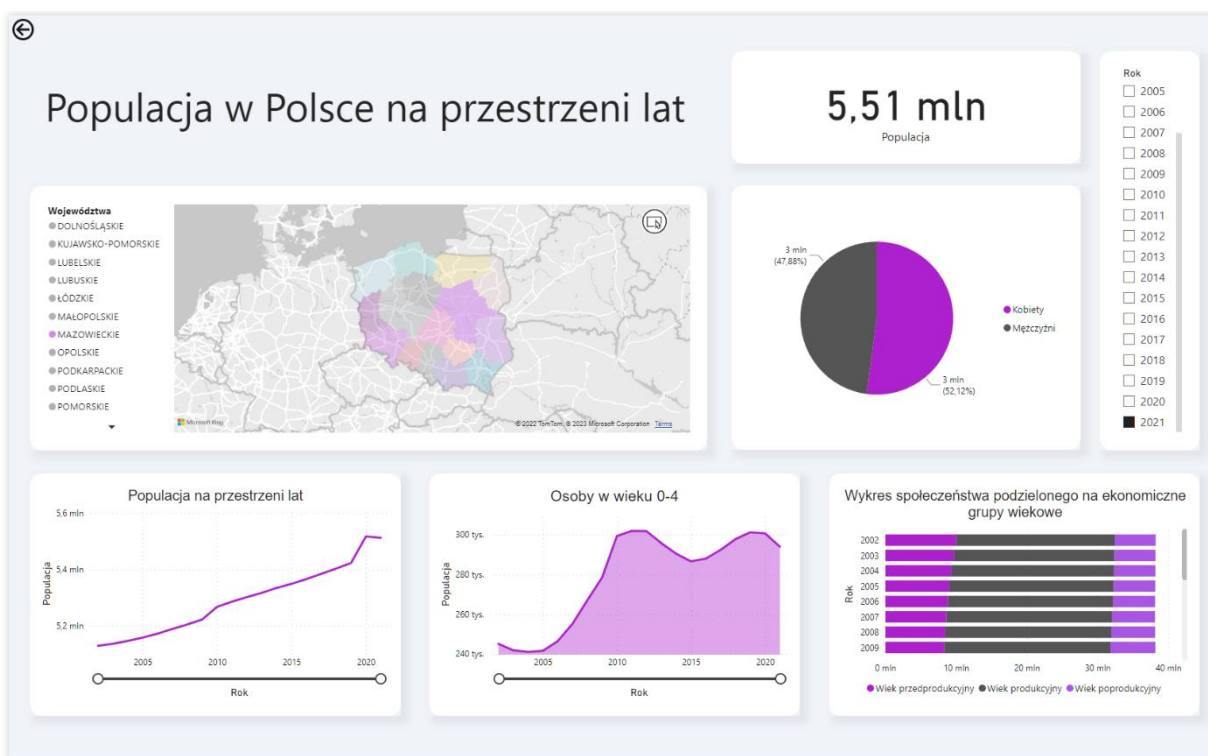 Populacja w Polsce na przestrzeni lat
5,51 mln
Populacja
Rok
2005
2006
2007
2008
2009
2010
2011
2012
2013
2014
2015
2016
2017
2018
2019
2020
2021
Województwa
DOLNOŚLĄSKIE
KUJAWSKO-POMORSKIE
LUBELSKIE
LUBUSKIE
ŁÓDZKIE
MAŁOPOLSKIE
MAZOWIECKIE
OPOLSKIE
PODKARPACKIE
PODLASKIE
POMORSKIE
Microsoft Bing
© 2022 TomTom, © 2023 Microsoft Corporation Terms
3 mln
(47,88%)
3 mln
(52,12%)
Kobiety
Mężczyźni
Populacja na przestrzeni lat
5,6 mln
5,4 mln
5,2 mln
Populacja
2005
2010
2015
2020
Rok
Osoby w wieku 0-4
300 tys.
280 tys.
260 tys.
240 tys.
Populacja
2005
2010
2015
2020
Rok
Wykres społeczeństwa podzielonego na ekonomiczne
grupy wiekowe
2002
2003
2004
2005
2006
2007
2008
2009
Rok
0 mln
10 mln
20 mln
30 mln
40 mln
Wiek przedprodukcyjny
Wiek produkcyjny
Wiek poprodukcyjny